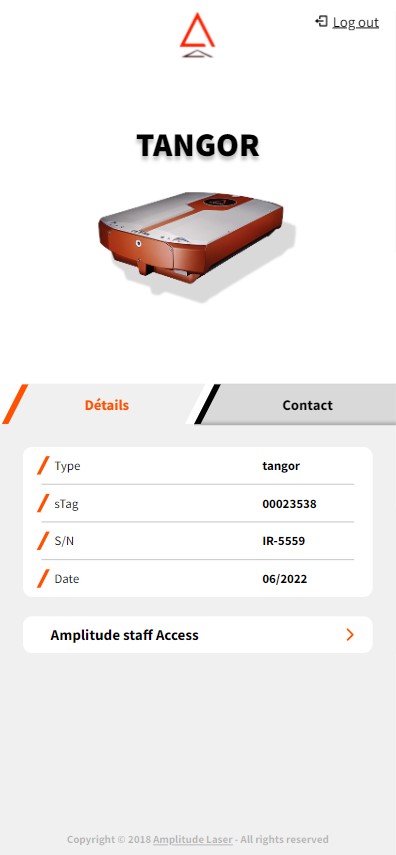 Log out
TANGOR
Détails
Contact
Type tangor
sTag 00023538
S/N IR-5559
Date 06/2022
Amplitude staff Access
Copyright © 2018 Amplitude Laser - All rights reserved